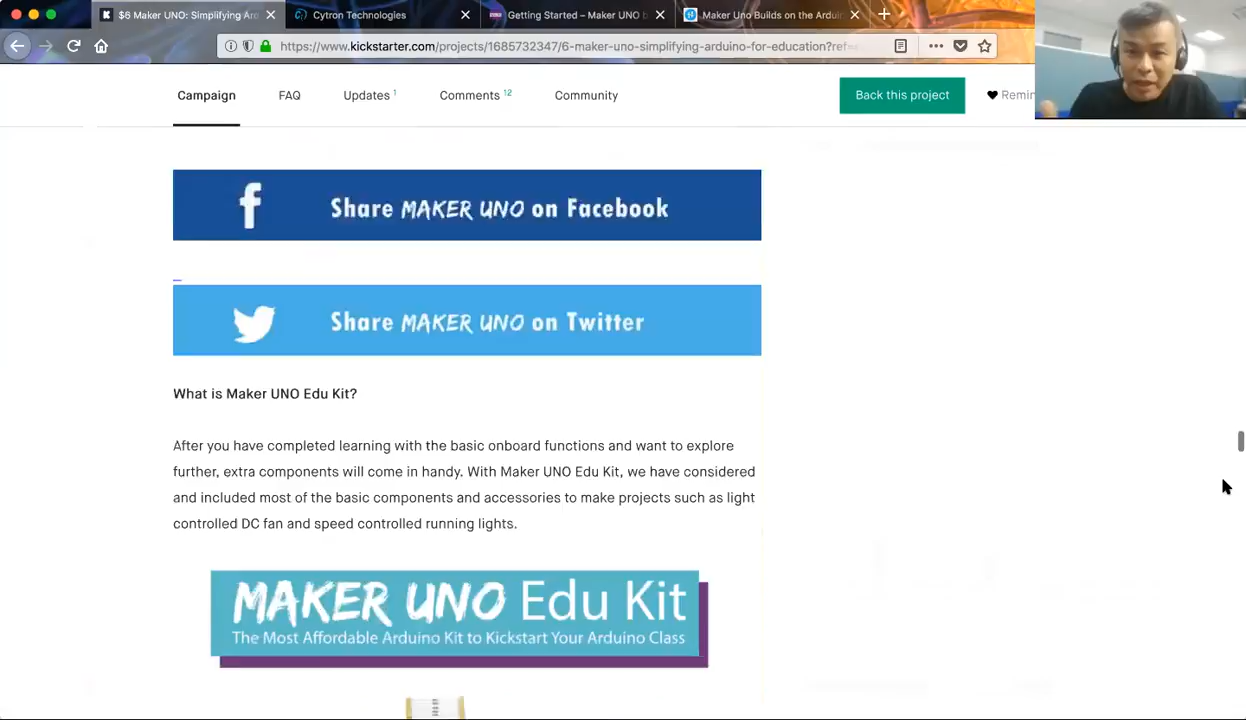 $6 Maker UNO: Simplifying Ar
Cytron Technologies
Getting Started – Maker UNO b
Maker Uno Builds on the Ardui
https://www.kickstarter.com/projects/1685732347/6-maker-uno-simplifying-arduino-for-education?ref
Campaign
FAQ
Updates 1
Comments 12
Community
Back this project
Remin
Share MAKER UNO on Facebook
Share MAKER UNO on Twitter
What is Maker UNO Edu Kit?
After you have completed learning with the basic onboard functions and want to explore
further, extra components will come in handy. With Maker UNO Edu Kit, we have considered
and included most of the basic components and accessories to make projects such as light
controlled DC fan and speed controlled running lights.
MAKER UNO Edu Kit
The Most Affordable Arduino Kit to Kickstart Your Arduino Class